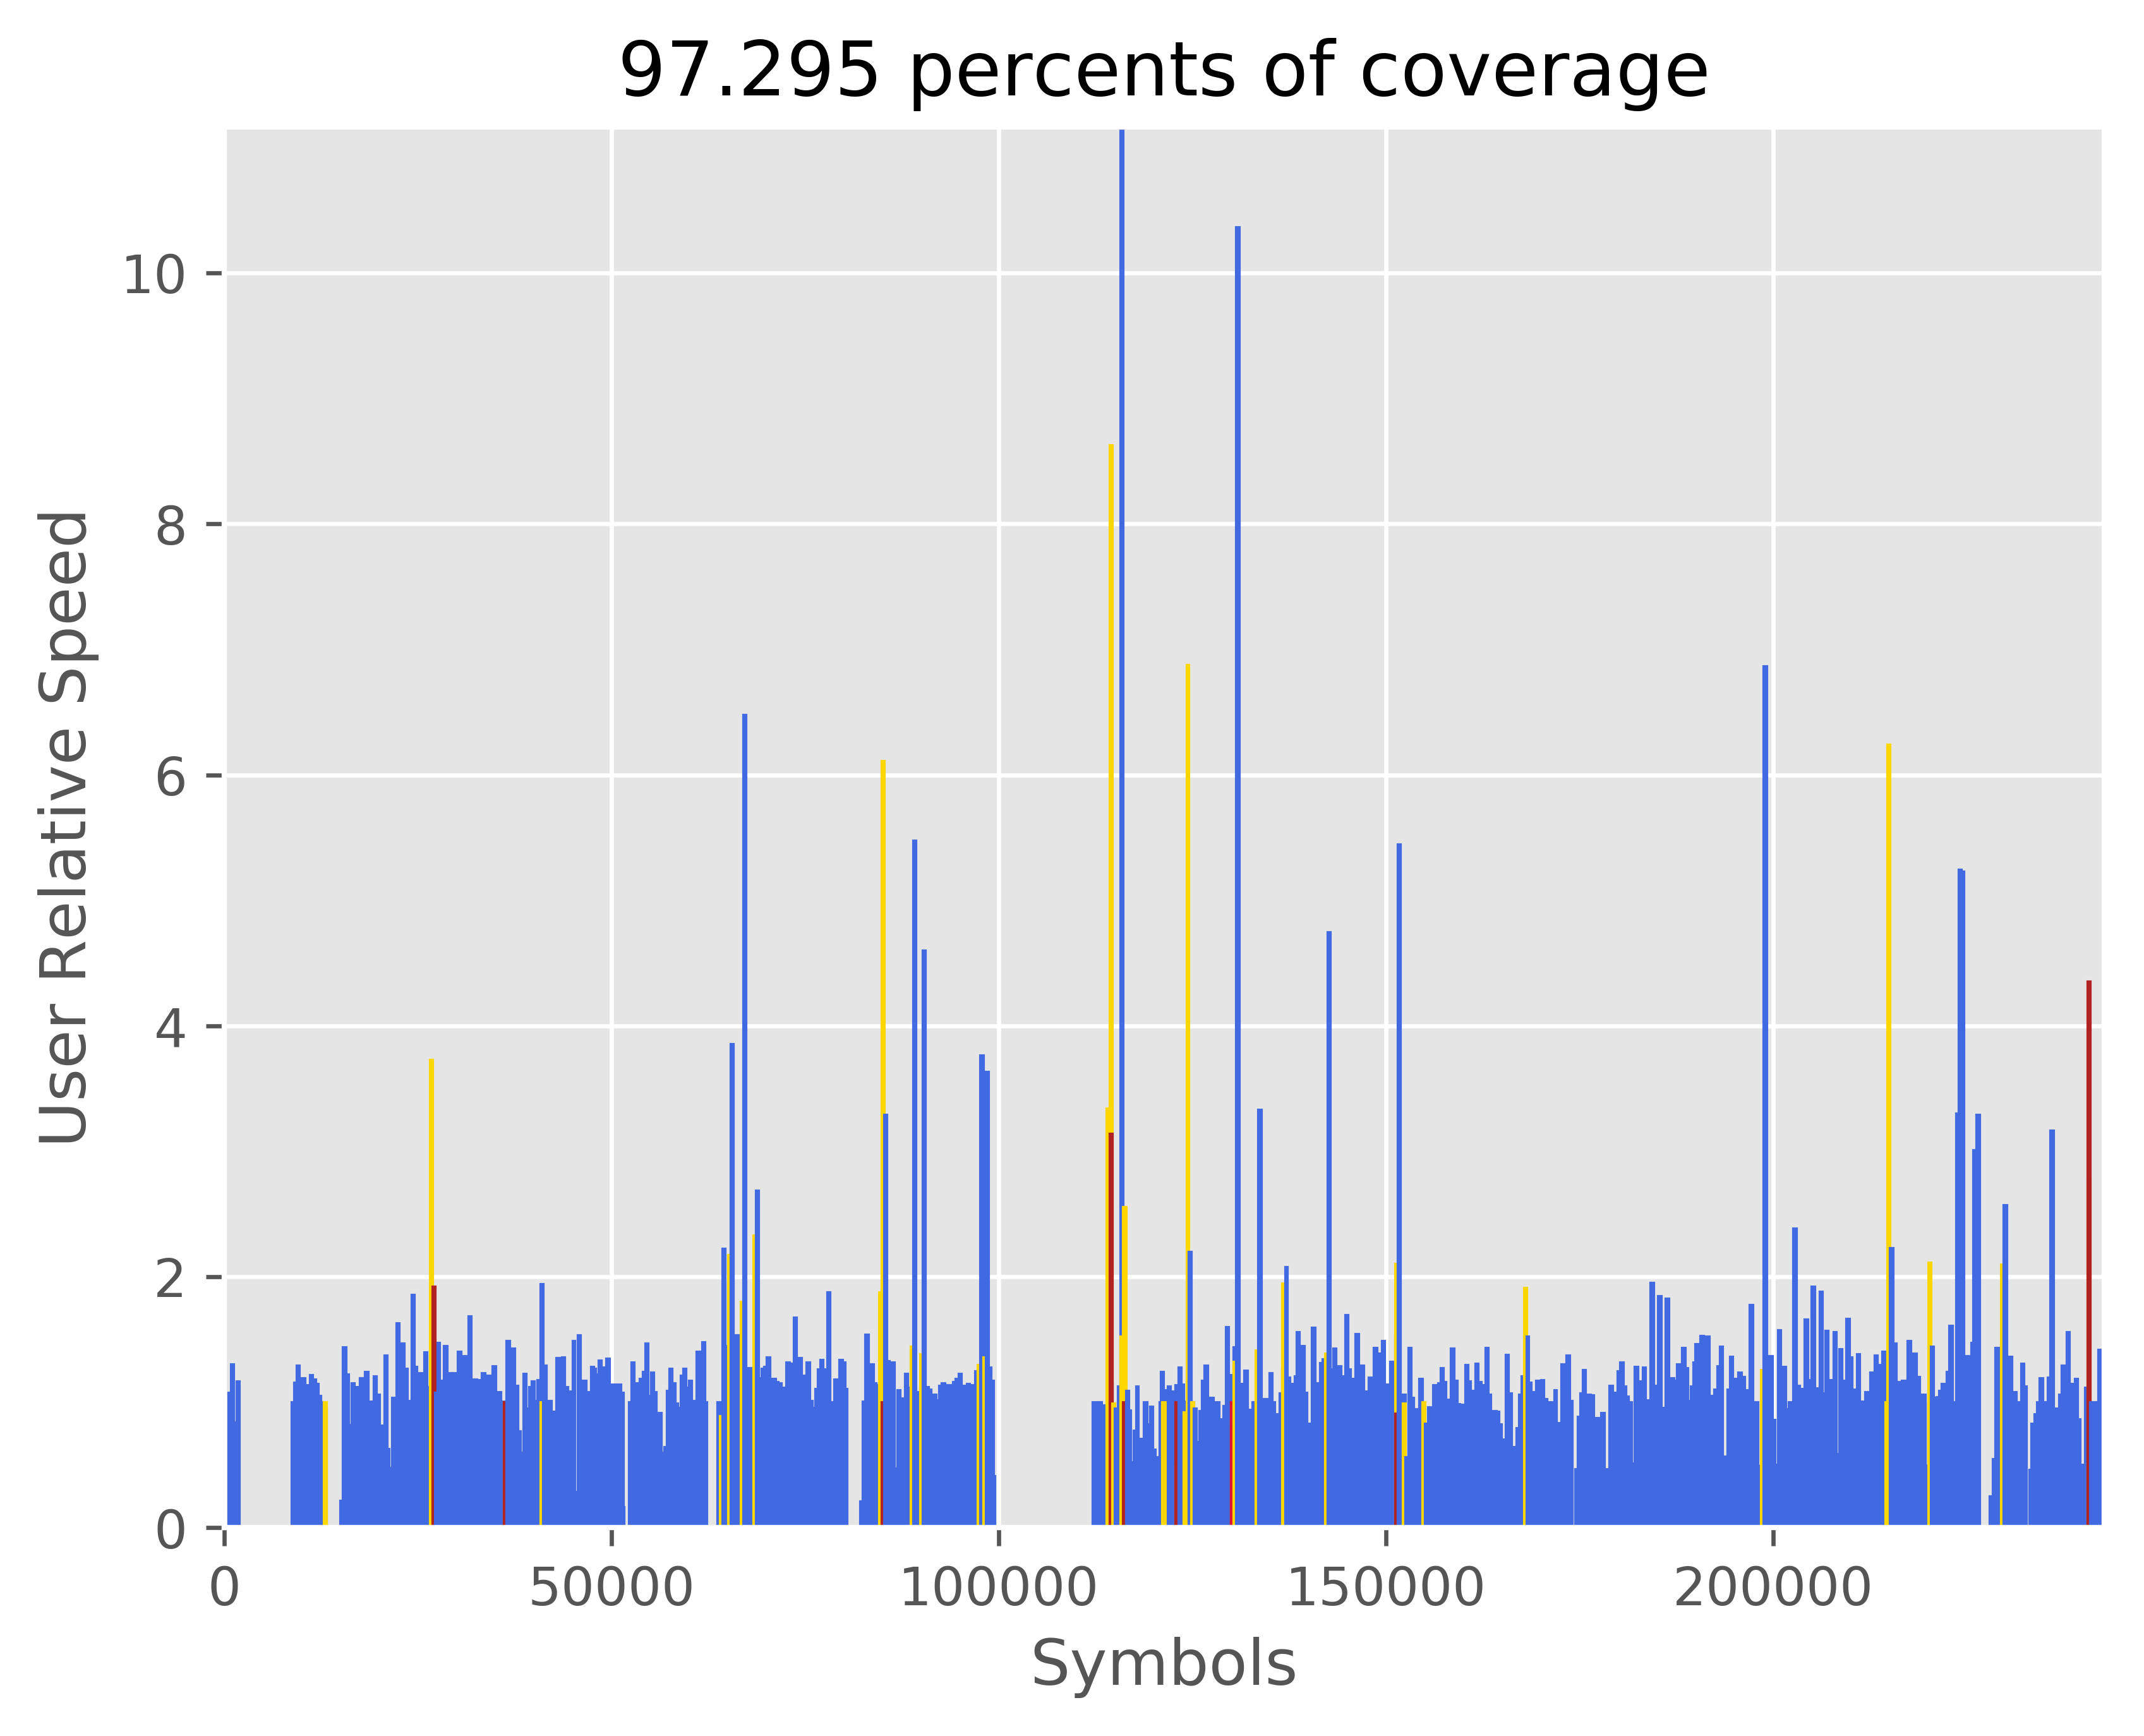 97.295 percents of coverage
User Relative Speed
10
8
6
4
2
0
0 50000 100000 150000 200000
Symbols